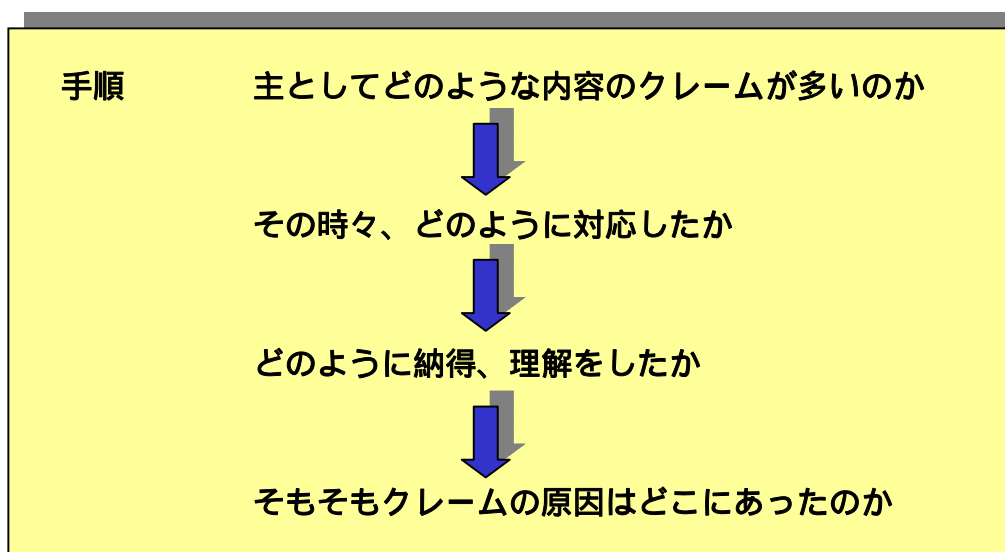 手順 主としてどのような内容のクレームが多いのか
その時々、どのように対応したか
どのように納得、理解をしたか
そもそもクレームの原因はどこにあったのか